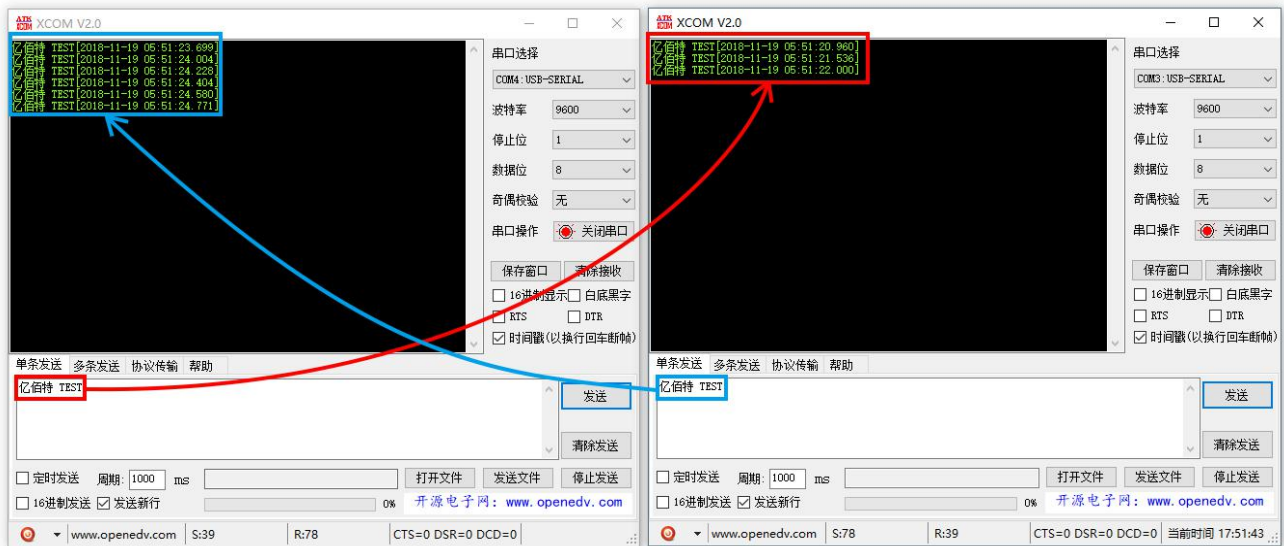 ATK
COM XCOM V2.0
亿佰特 TEST[2018-11-19 05:51:23.699]
亿佰特 TEST[2018-11-19 05:51:24.004]
亿佰特 TEST[2018-11-19 05:51:24.228]
亿佰特 TEST[2018-11-19 05:51:24.404]
亿佰特 TEST[2018-11-19 05:51:24.580]
亿佰特 TEST[2018-11-19 05:51:24.771]
串口选择
COM4:USB-SERIAL
波特率 9600
停止位 1
数据位 8
奇偶校验 无
串口操作 关闭串口
保存窗口 清除接收
16进制显示 白底黑字
RTS DTR
时间戳(以换行回车断帧)
单条发送 多条发送 协议传输 帮助
亿佰特 TEST
发送
清除发送
定时发送 周期: 1000 ms 打开文件 发送文件 停止发送
16进制发送 发送新行 0% 开源电子网: www.openedv.com
www.openedv.com S:39 R:78 CTS=0 DSR=0 DCD=0
ATK
COM XCOM V2.0
亿佰特 TEST[2018-11-19 05:51:20.960]
亿佰特 TEST[2018-11-19 05:51:21.536]
亿佰特 TEST[2018-11-19 05:51:22.000]
串口选择
COM3:USB-SERIAL
波特率 9600
停止位 1
数据位 8
奇偶校验 无
串口操作 关闭串口
保存窗口 清除接收
16进制显示 白底黑字
RTS DTR
时间戳(以换行回车断帧)
单条发送 多条发送 协议传输 帮助
亿佰特 TEST
发送
清除发送
定时发送 周期: 1000 ms 打开文件 发送文件 停止发送
16进制发送 发送新行 0% 开源电子网: www.openedv.com
www.openedv.com S:78 R:39 CTS=0 DSR=0 DCD=0 当前时间 17:51:43